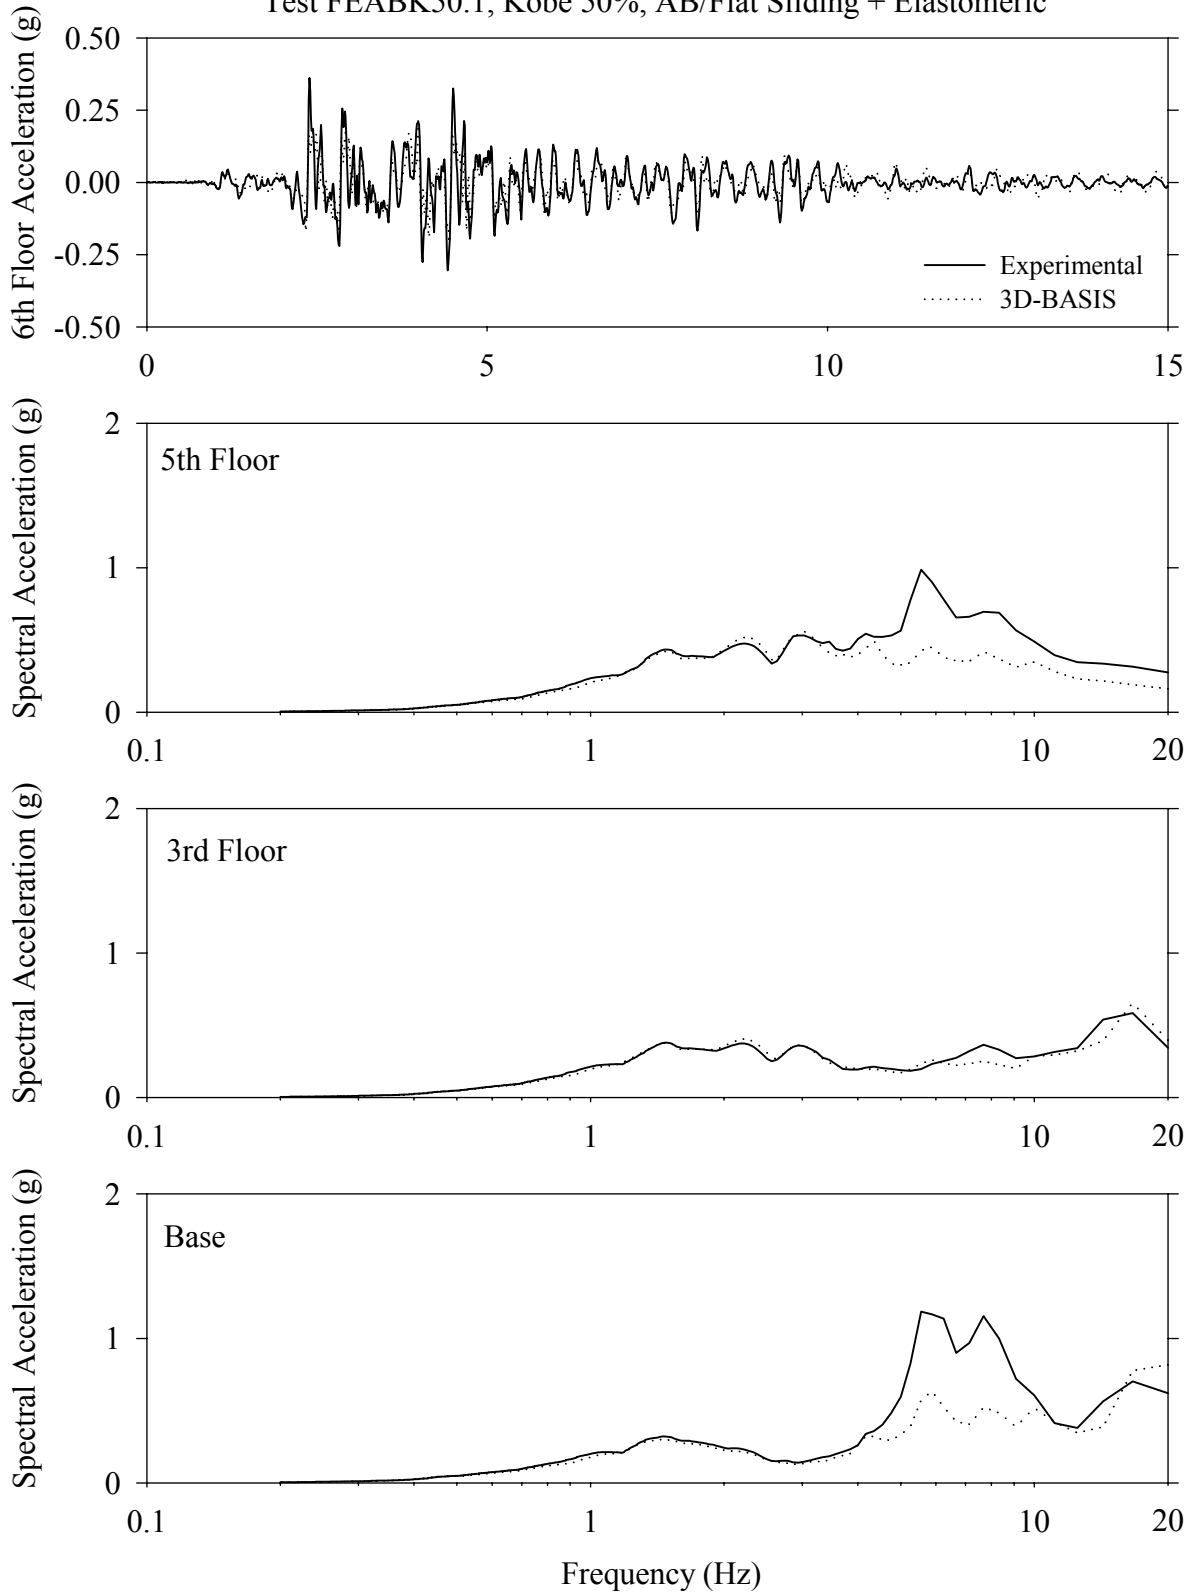 Test FEABK50.1, Kobe 50%, AB/Flat Sliding + Elastomeric
6th Floor Acceleration (g)
0.50
0.25
0.00
-0.25
-0.50
Experimental
3D-BASIS
0 5 10 15
Spectral Acceleration (g)
2
1
0
5th Floor
0.1 1 10 20
Spectral Acceleration (g)
2
1
0
3rd Floor
0.1 1 10 20
Spectral Acceleration (g)
2
1
0
Base
0.1 1 10 20
Frequency (Hz)